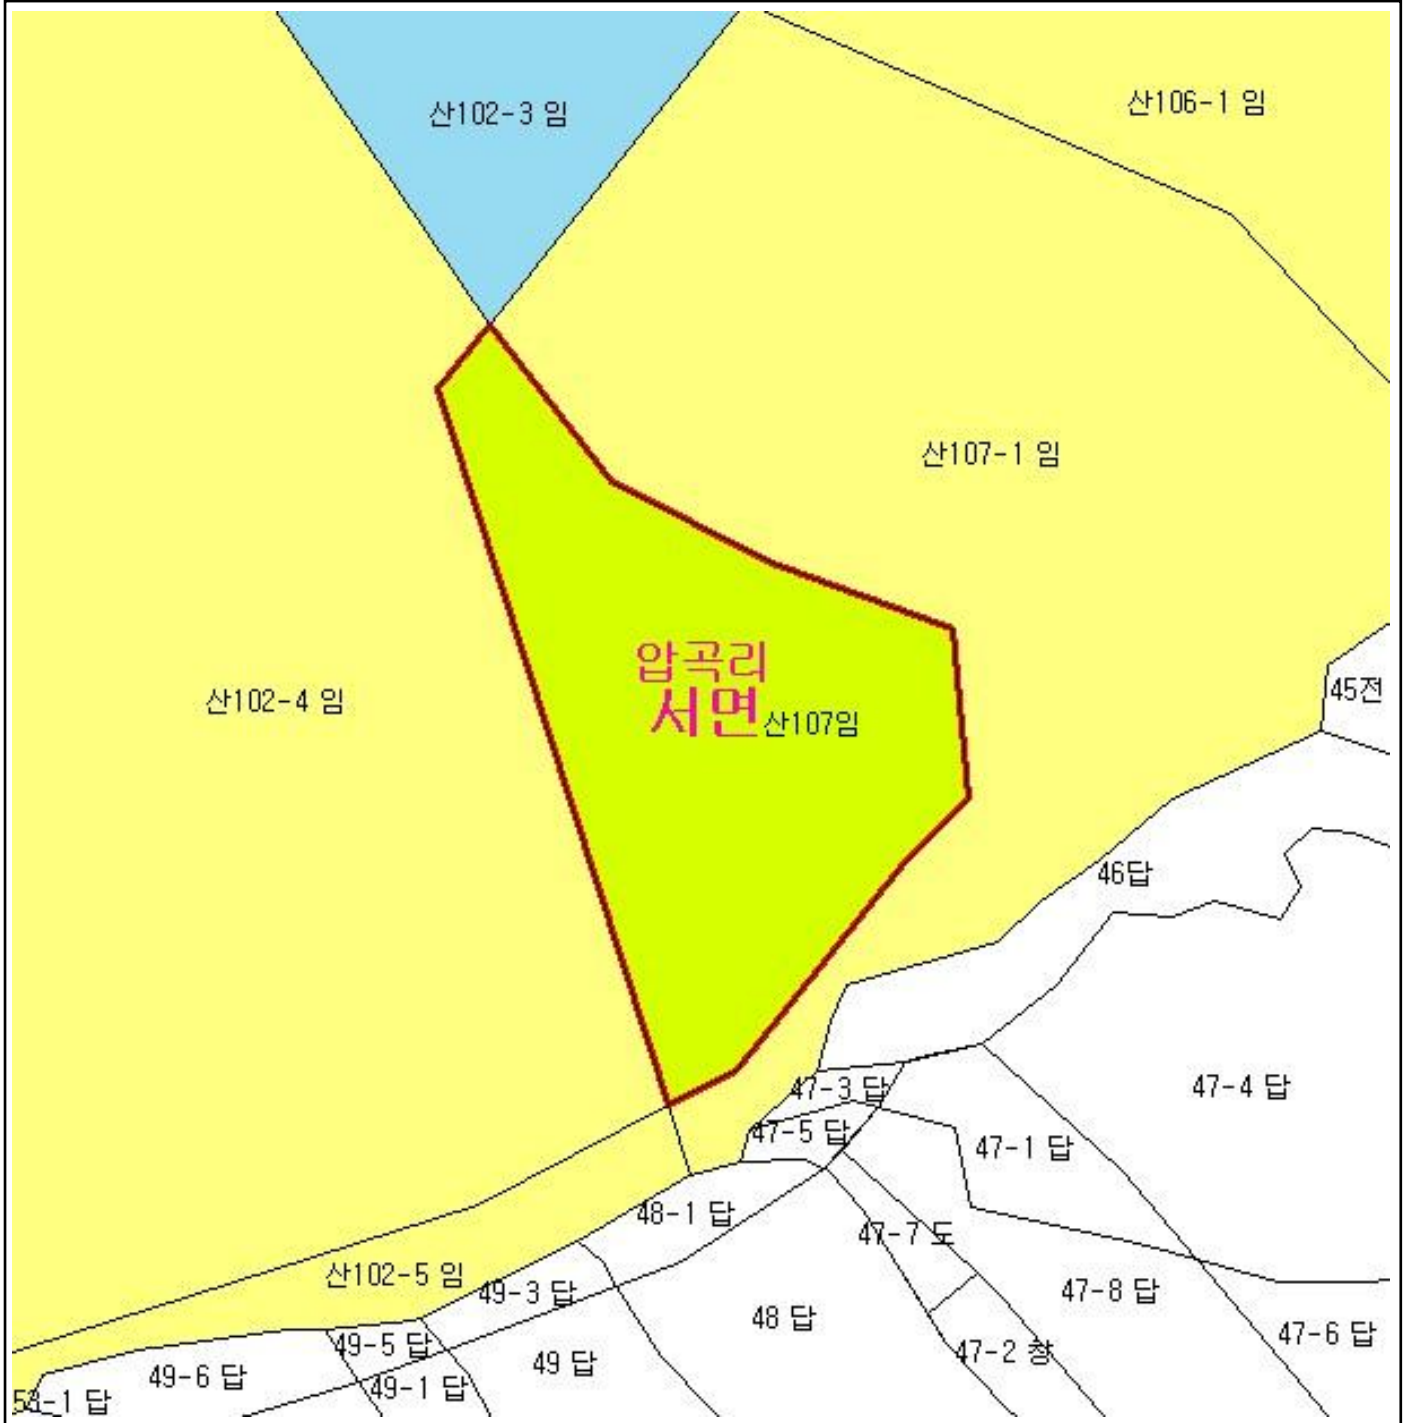 산102-3 임
산106-1 임
산107-1 임
압곡리
서면
산107임
산102-4 임
45전
46답
47-3 답
47-4 답
47-5 답
47-1 답
48-1 답
47-7 도
산102-5 임
49-3 답
47-8 답
48 답
47-6 답
49-5 답
47-2 창
49 답
49-6 답
49-1 답
53-1 답